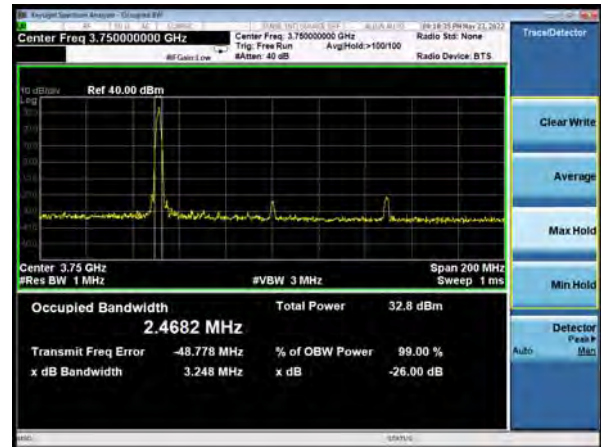 Keysight Spectrum Analyzer - Occupied BW
Center Freq 3.750000000 GHz
Center Freq: 3.750000000 GHz
Trig: Free Run Avg|Hold:>100/100
#IFGain:Low #Atten: 40 dB
Radio Std: None
Radio Device: BTS
10 dB/div Ref 40.00 dBm
Log
Center 3.75 GHz Span 200 MHz
#Res BW 1 MHz #VBW 3 MHz Sweep 1 ms
Occupied Bandwidth Total Power 32.8 dBm
2.4682 MHz
Transmit Freq Error -48.778 MHz % of OBW Power 99.00 %
x dB Bandwidth 3.248 MHz x dB -26.00 dB
MSG STATUS
Trace/Detector
Clear Write
Average
Max Hold
Min Hold
Detector
Peak
Auto Man